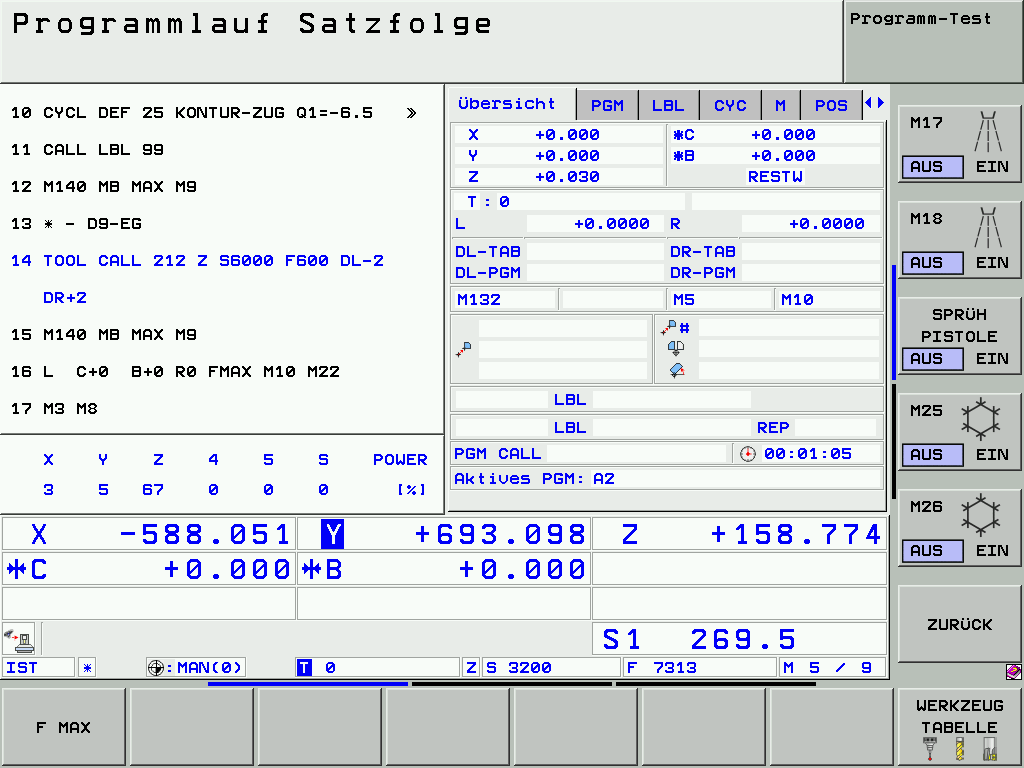 Programmlauf Satzfolge
Programm-Test
10 CYCL DEF 25 KONTUR-ZUG Q1=-6.5 »
11 CALL LBL 99
12 M140 MB MAX M9
13 * - D9-EG
14 TOOL CALL 212 Z S6000 F600 DL-2
DR+2
15 M140 MB MAX M9
16 L C+0 B+0 R0 FMAX M10 M22
17 M3 M8
X Y Z 4 5 S POWER
3 5 67 0 0 0 [%]
Übersicht PGM LBL CYC M POS
X +0.000 *C +0.000
Y +0.000 *B +0.000
Z +0.030 RESTW
T : 0
L +0.0000 R +0.0000
DL-TAB DR-TAB
DL-PGM DR-PGM
M132 M5 M10
#
LBL
LBL REP
PGM CALL 00:01:05
Aktives PGM: A2
X -588.051 Y +693.098 Z +158.774
*C +0.000 *B +0.000
S1 269.5
IST * :MAN(0) T 0 Z S 3200 F 7313 M 5 / 9
M17
AUS EIN
M18
AUS EIN
SPRÜH
PISTOLE
AUS EIN
M25
AUS EIN
M26
AUS EIN
ZURÜCK
F MAX
WERKZEUG
TABELLE